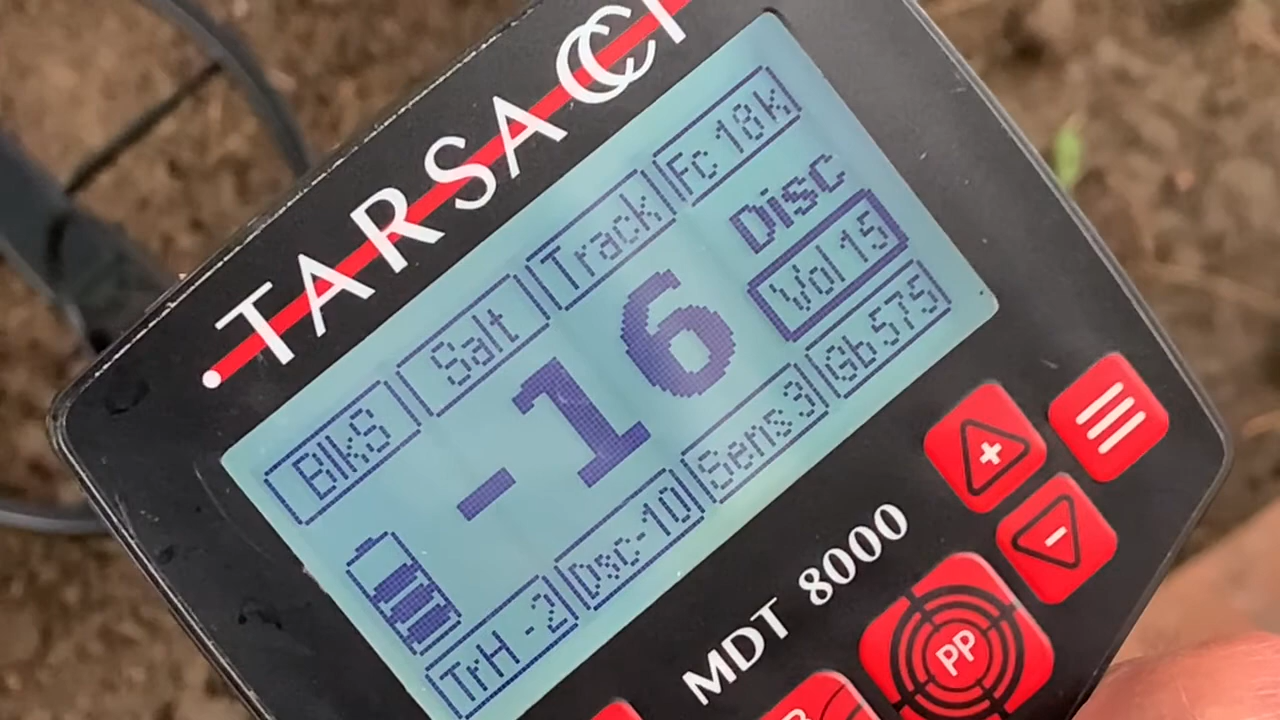 TARSACCI
BlkS Salt Track Fc 18k
Disc
-16
Vol 15
TrH -2 Dsc-10 Sens 9 Gb 575
MDT 8000
+
-
PP